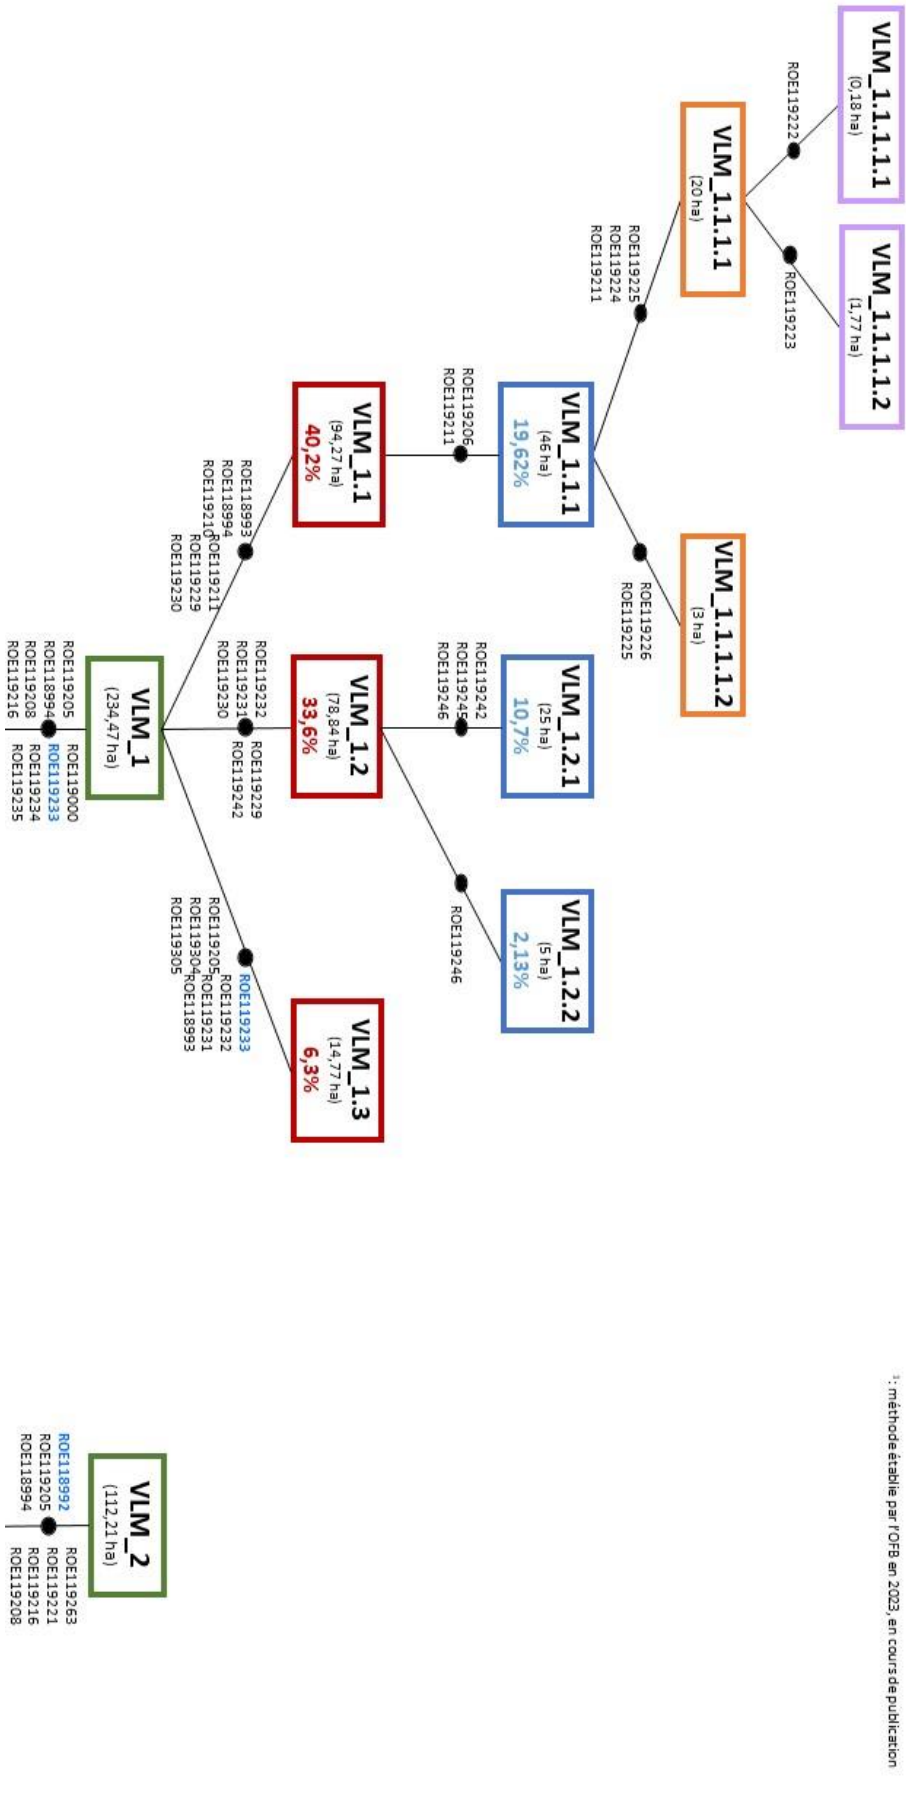 VLM_1.1.1.1.1
(0,18 ha)
VLM_1.1.1.1.2
(1,77 ha)
¹: méthode établie par l'OFB en 2023, en cours de publication
ROE119222
ROE119223
VLM_1.1.1.1
(20 ha)
VLM_1.1.1.1.2
(3 ha)
ROE119225
ROE119224
ROE119211
ROE119226
ROE119225
VLM_1.1.1
(46 ha)
19,62%
VLM_1.2.1
(25 ha)
10,7%
VLM_1.2.2
(5 ha)
2,13%
ROE119206
ROE119211
ROE119242
ROE119245
ROE119246
ROE119246
VLM_1.1
(94,27 ha)
40,2%
VLM_1.2
(78,84 ha)
33,6%
VLM_1.3
(14,77 ha)
6,3%
ROE118993
ROE118994
ROE119210
ROE119211
ROE119229
ROE119230
ROE119232
ROE119231
ROE119230
ROE119229
ROE119242
ROE119205
ROE119304
ROE119305
ROE119233
ROE119232
ROE119231
ROE118993
VLM_1
(234,47 ha)
VLM_2
(112,21 ha)
ROE119205
ROE118994
ROE119208
ROE119216
ROE119000
ROE119233
ROE119234
ROE119235
ROE118992
ROE119205
ROE118994
ROE119263
ROE119221
ROE119216
ROE119208